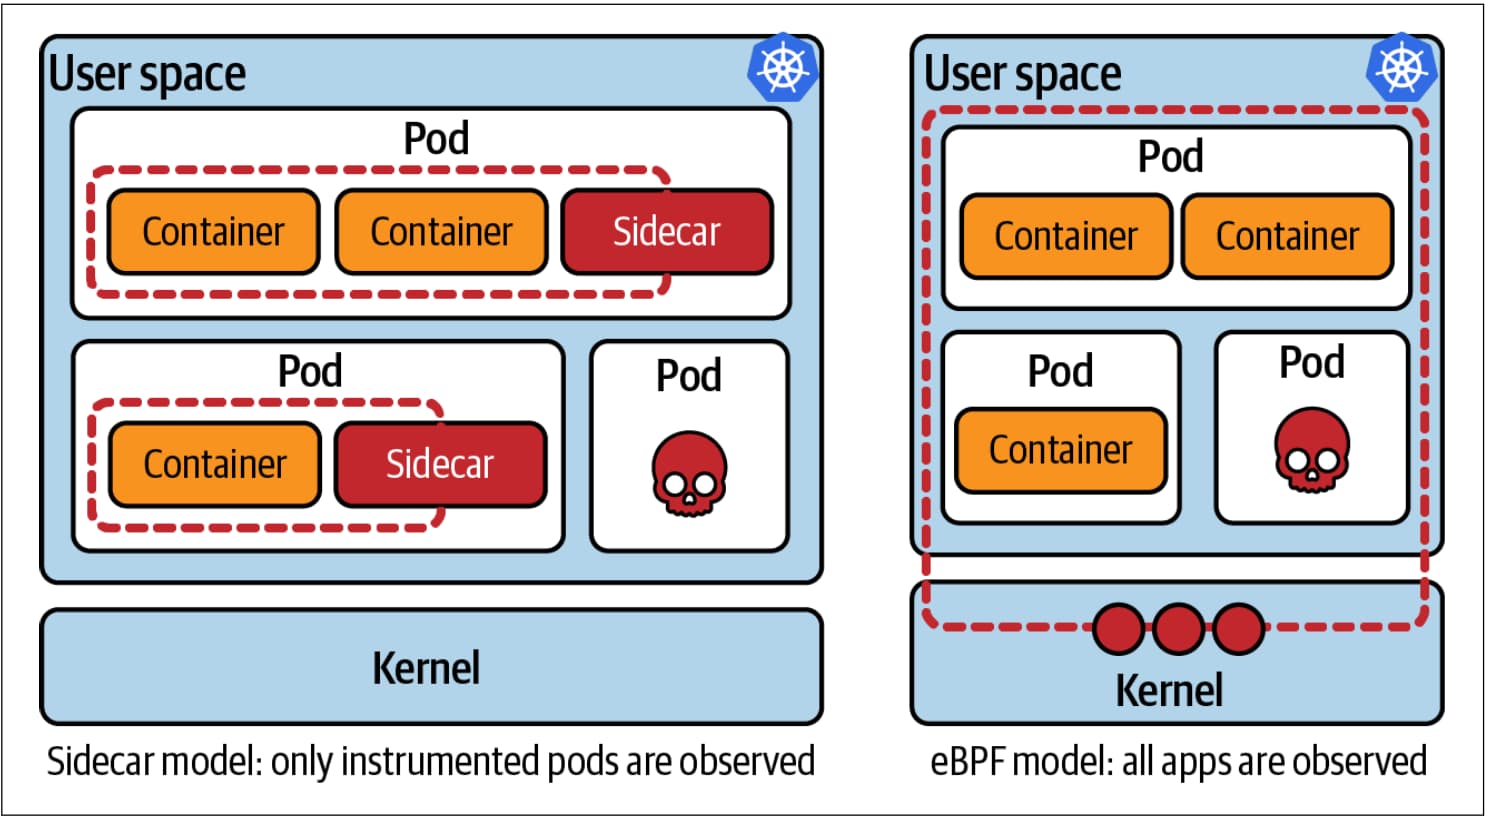 User space
Pod
Container
Container
Sidecar
Pod
Container
Sidecar
Pod
Kernel
Sidecar model: only instrumented pods are observed
User space
Pod
Container
Container
Pod
Container
Pod
Kernel
eBPF model: all apps are observed